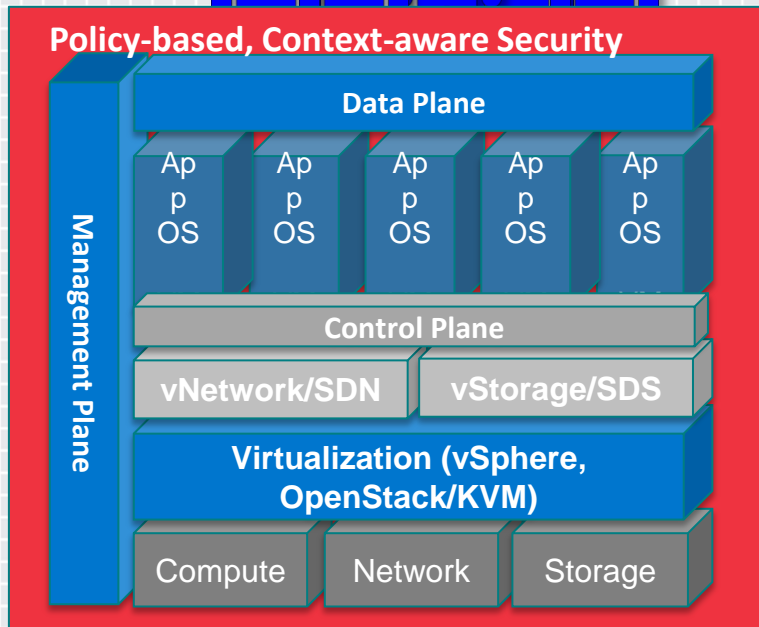 Policy-based, Context-aware Security
Data Plane
Ap
p
OS
Ap
p
OS
Ap
p
OS
Ap
p
OS
Ap
p
OS
Management Plane
Control Plane
vNetwork/SDN
vStorage/SDS
Virtualization (vSphere,
OpenStack/KVM)
Compute
Network
Storage